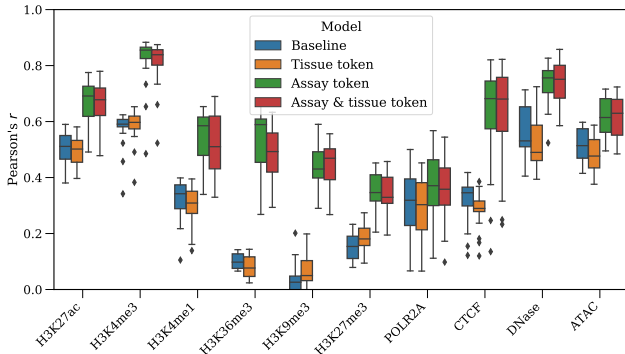 Model
Baseline
Tissue token
Assay token
Assay & tissue token
Pearson's r
1.0
0.8
0.6
0.4
0.2
0.0
H3K27ac
H3K4me3
H3K4me1
H3K36me3
H3K9me3
H3K27me3
POLR2A
CTCF
DNase
ATAC